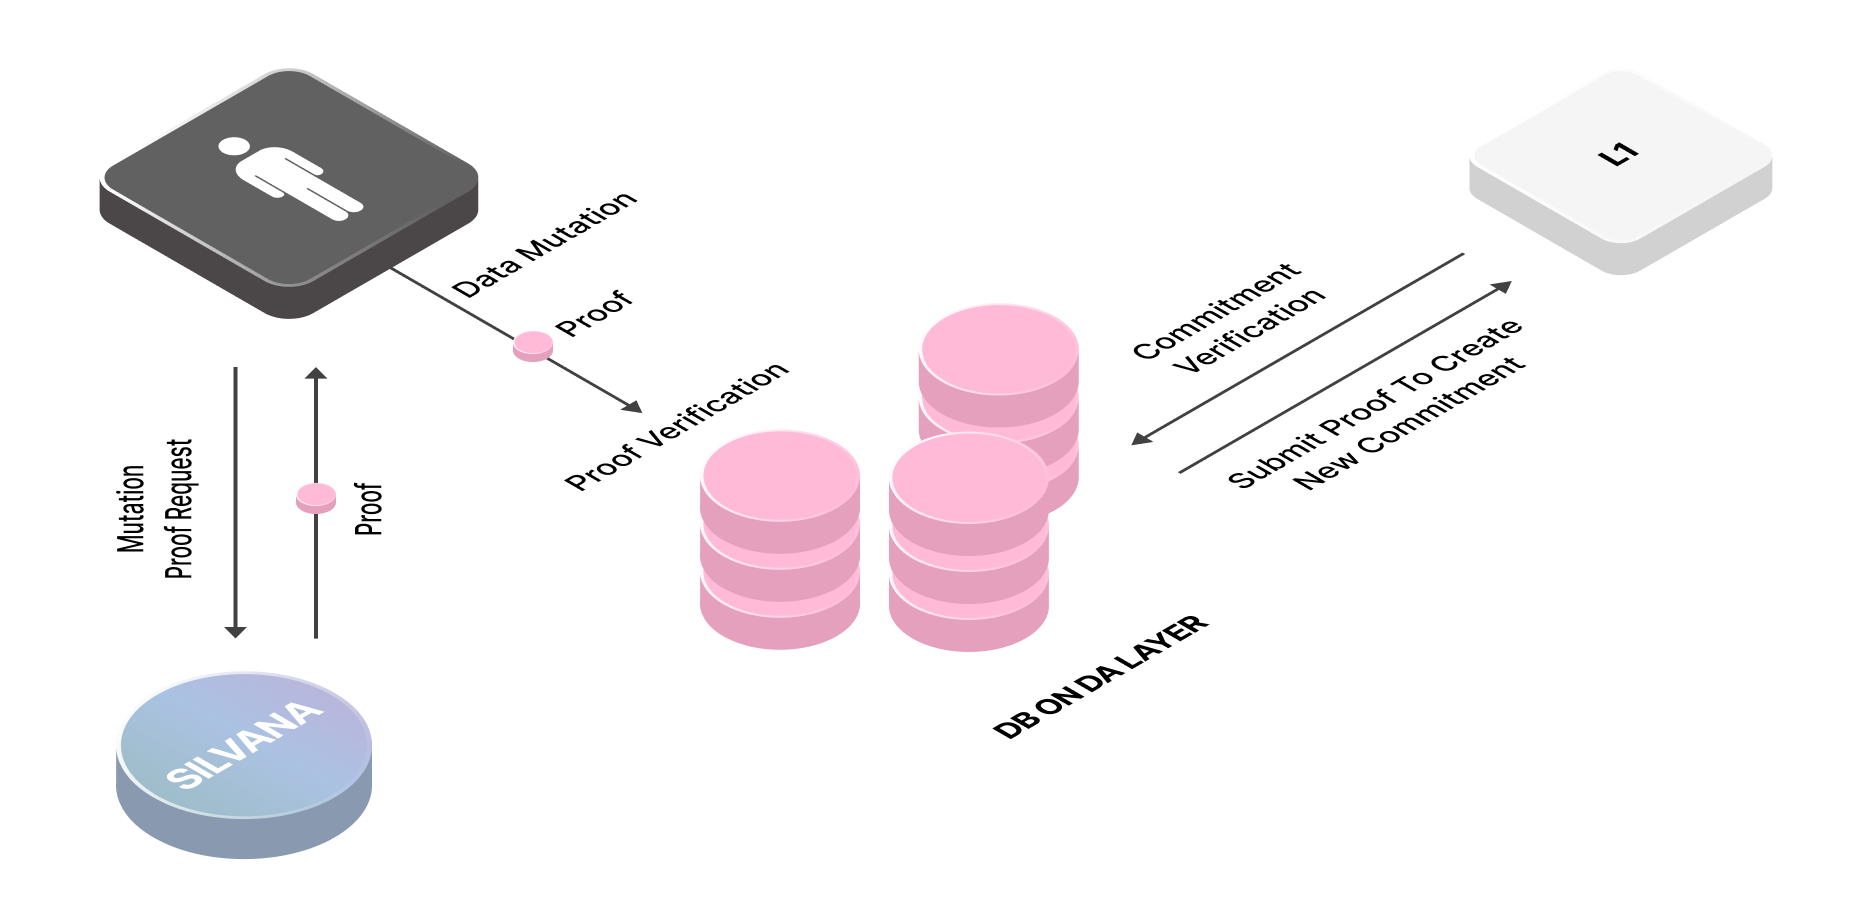 L1
Data Mutation
Proof
Proof Verification
Commitment
Verification
Submit Proof To Create
New Commitment
Mutation
Proof Request
Proof
DB ON DA LAYER
SILVANA